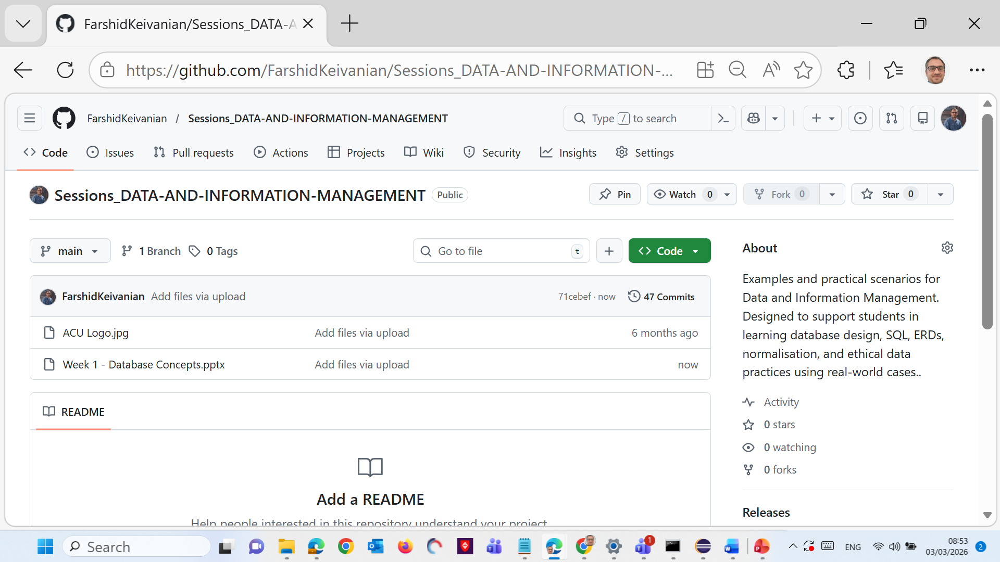 FarshidKeivanian/Sessions_DATA-A
https://github.com/FarshidKeivanian/Sessions_DATA-AND-INFORMATION-...
FarshidKeivanian / Sessions_DATA-AND-INFORMATION-MANAGEMENT
Type / to search
Code Issues Pull requests Actions Projects Wiki Security Insights Settings
Sessions_DATA-AND-INFORMATION-MANAGEMENT Public
Pin Watch 0 Fork 0 Star 0
main 1 Branch 0 Tags
Go to file t
Code
FarshidKeivanian Add files via upload 71cebef · now 47 Commits
ACU Logo.jpg Add files via upload 6 months ago
Week 1 - Database Concepts.pptx Add files via upload now
README
Add a README
Help people interested in this repository understand your project
About
Examples and practical scenarios for
Data and Information Management.
Designed to support students in
learning database design, SQL, ERDs,
normalisation, and ethical data
practices using real-world cases..
Activity
0 stars
0 watching
0 forks
Releases
Search
1
ENG
08:53
03/03/2026
2